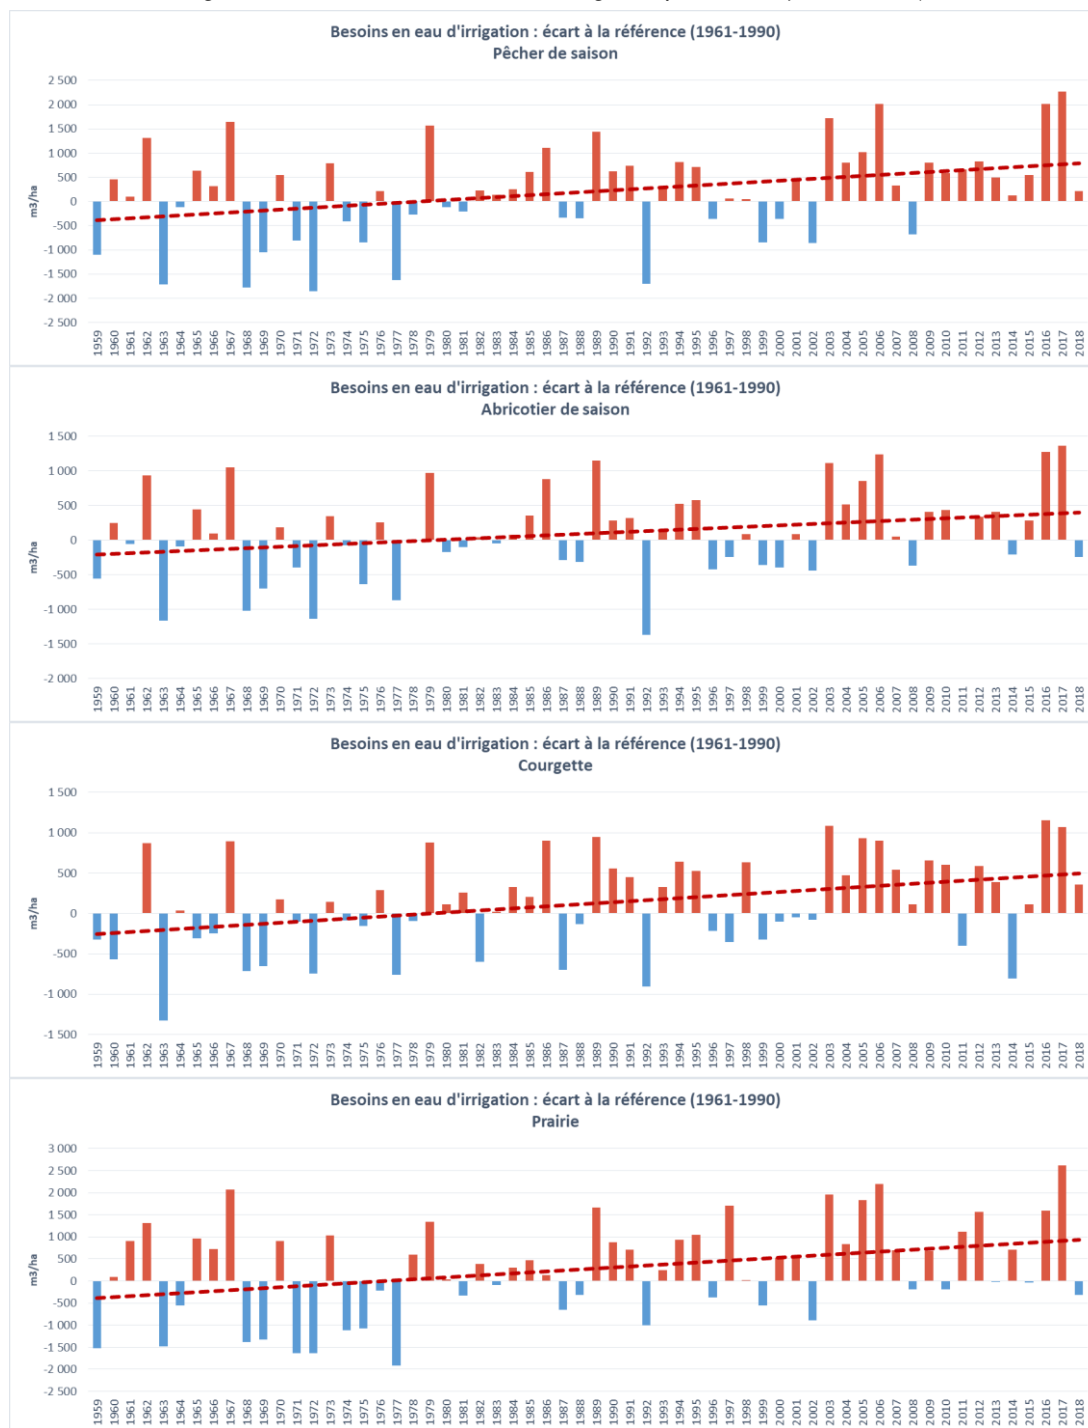 Besoins en eau d'irrigation : écart à la référence (1961-1990)
Pêcher de saison
2 500
2 000
1 500
1 000
500
0
-500
-1 000
-1 500
-2 000
-2 500
m3/ha
1959 1960 1961 1962 1963 1964 1965 1966 1967 1968 1969 1970 1971 1972 1973 1974 1975 1976 1977 1978 1979 1980 1981 1982 1983 1984 1985 1986 1987 1988 1989 1990 1991 1992 1993 1994 1995 1996 1997 1998 1999 2000 2001 2002 2003 2004 2005 2006 2007 2008 2009 2010 2011 2012 2013 2014 2015 2016 2017 2018
Besoins en eau d'irrigation : écart à la référence (1961-1990)
Abricotier de saison
1 500
1 000
500
0
-500
-1 000
-1 500
-2 000
m3/ha
1959 1960 1961 1962 1963 1964 1965 1966 1967 1968 1969 1970 1971 1972 1973 1974 1975 1976 1977 1978 1979 1980 1981 1982 1983 1984 1985 1986 1987 1988 1989 1990 1991 1992 1993 1994 1995 1996 1997 1998 1999 2000 2001 2002 2003 2004 2005 2006 2007 2008 2009 2010 2011 2012 2013 2014 2015 2016 2017 2018
Besoins en eau d'irrigation : écart à la référence (1961-1990)
Courgette
1 500
1 000
500
0
-500
-1 000
-1 500
m3/ha
1959 1960 1961 1962 1963 1964 1965 1966 1967 1968 1969 1970 1971 1972 1973 1974 1975 1976 1977 1978 1979 1980 1981 1982 1983 1984 1985 1986 1987 1988 1989 1990 1991 1992 1993 1994 1995 1996 1997 1998 1999 2000 2001 2002 2003 2004 2005 2006 2007 2008 2009 2010 2011 2012 2013 2014 2015 2016 2017 2018
Besoins en eau d'irrigation : écart à la référence (1961-1990)
Prairie
3 000
2 500
2 000
1 500
1 000
500
0
-500
-1 000
-1 500
-2 000
-2 500
m3/ha
1959 1960 1961 1962 1963 1964 1965 1966 1967 1968 1969 1970 1971 1972 1973 1974 1975 1976 1977 1978 1979 1980 1981 1982 1983 1984 1985 1986 1987 1988 1989 1990 1991 1992 1993 1994 1995 1996 1997 1998 1999 2000 2001 2002 2003 2004 2005 2006 2007 2008 2009 2010 2011 2012 2013 2014 2015 2016 2017 2018